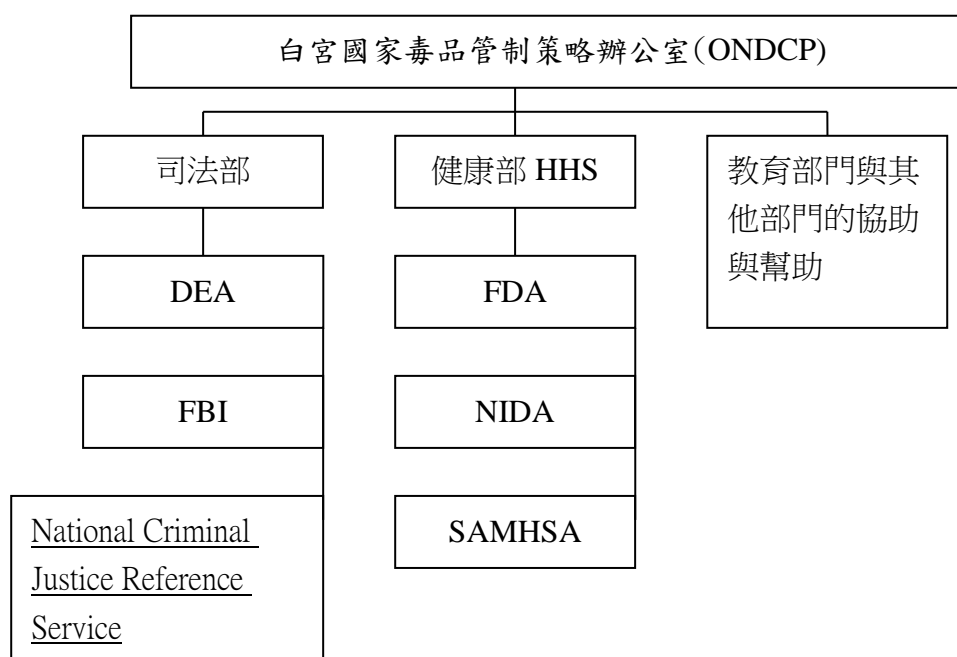 白宮國家毒品管制策略辦公室(ONDCP)
司法部
健康部 HHS
教育部門與其
他部門的協助
與幫助
DEA
FDA
FBI
NIDA
National Criminal
Justice Reference
Service
SAMHSA